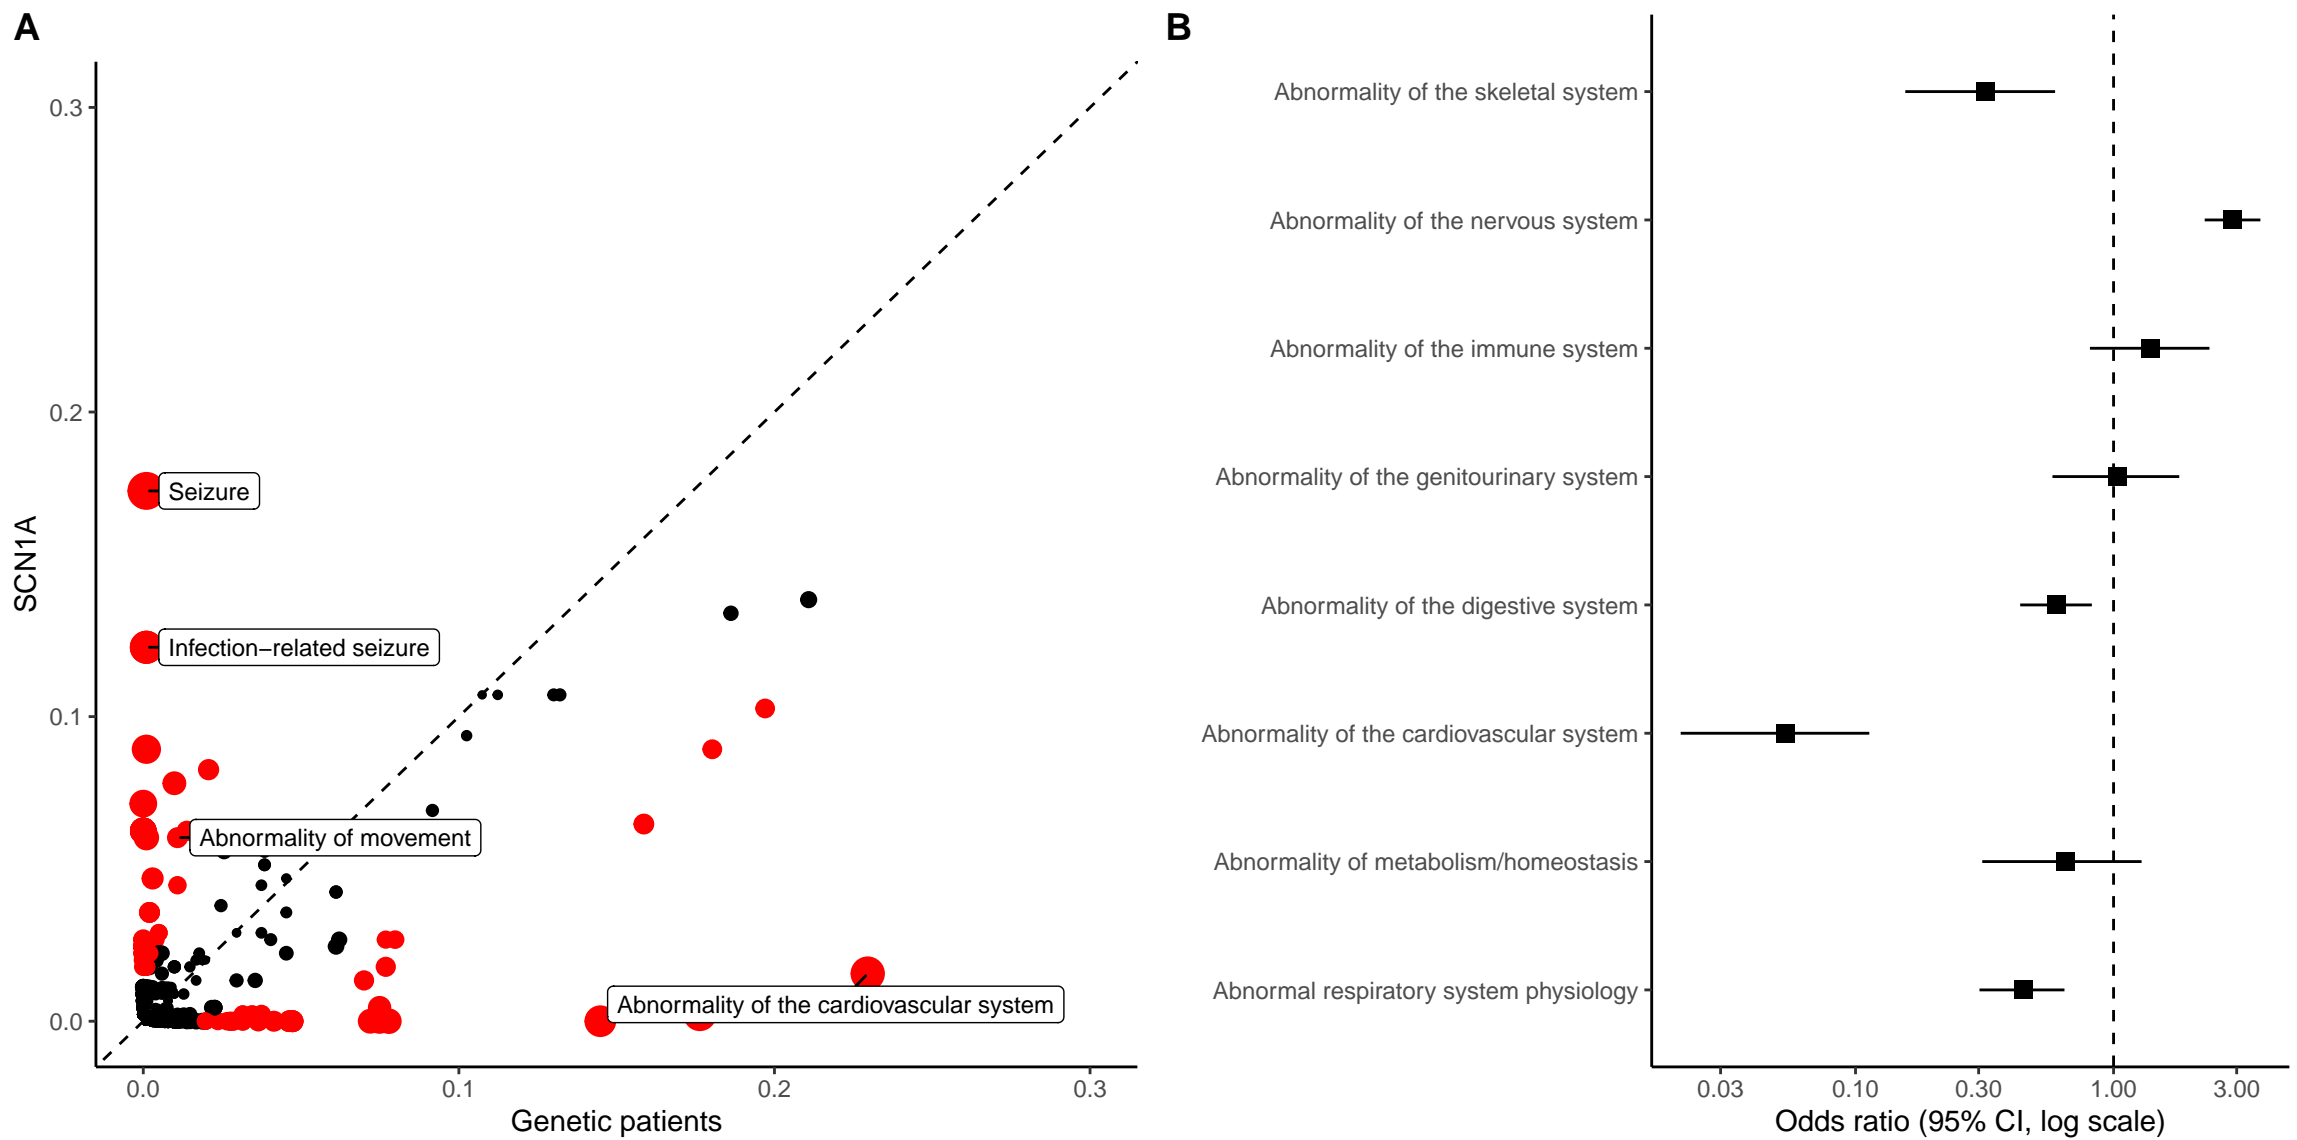 A
0.3
0.2
0.1
0.0
SCN1A
Seizure
Infection−related seizure
Abnormality of movement
Abnormality of the cardiovascular system
0.0
0.1
0.2
0.3
Genetic patients
B
Abnormality of the skeletal system
Abnormality of the nervous system
Abnormality of the immune system
Abnormality of the genitourinary system
Abnormality of the digestive system
Abnormality of the cardiovascular system
Abnormality of metabolism/homeostasis
Abnormal respiratory system physiology
0.03
0.10
0.30
1.00
3.00
Odds ratio (95% CI, log scale)